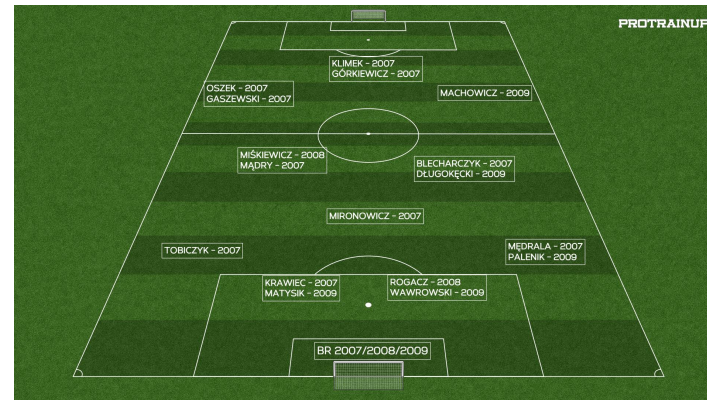 PROTRAINUP
KLIMEK - 2007
GÓRKIEWICZ - 2007
OSZEK - 2007
GASZEWSKI - 2007
MACHOWICZ - 2009
MIŚKIEWICZ - 2008
MĄDRY - 2007
BLECHARCZYK - 2007
DŁUGOKĘCKI - 2009
MIRONOWICZ - 2007
TOBICZYK - 2007
MĘDRALA - 2007
PALENIK - 2009
KRAWIEC - 2007
MATYSIK - 2009
ROGACZ - 2008
WAWROWSKI - 2009
BR 2007/2008/2009